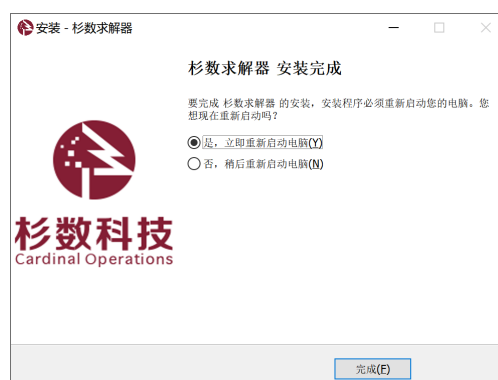 安装 - 杉数求解器
杉数求解器 安装完成
要完成 杉数求解器 的安装，安装程序必须重新启动您的电脑。您
想现在重新启动吗？
是，立即重新启动电脑(Y)
否，稍后重新启动电脑(N)
杉数科技
Cardinal Operations
完成(F)